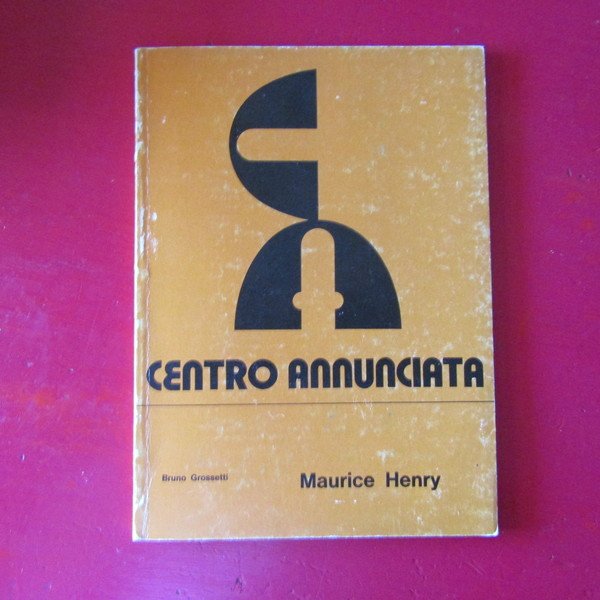 CENTRO ANNUNCIATA
Bruno Grossetti
Maurice Henry